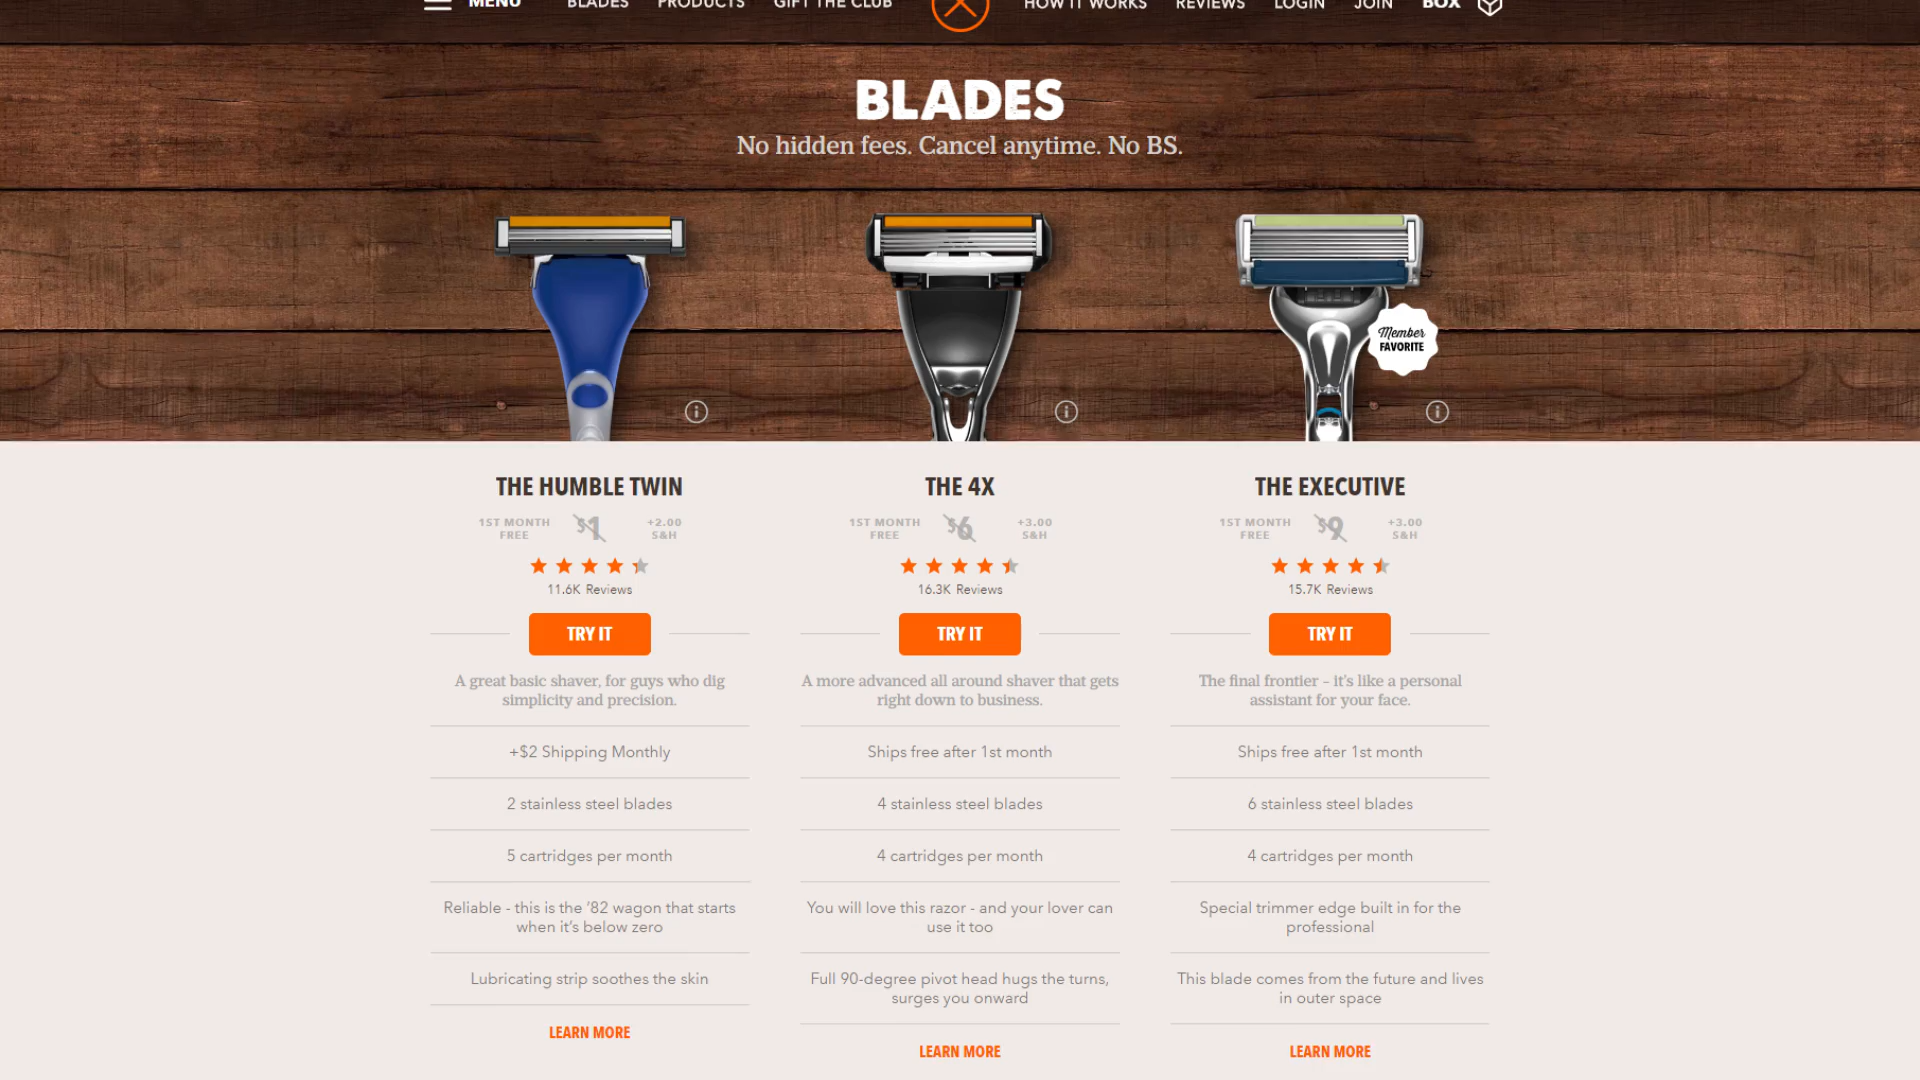 MENU BLADES PRODUCTS GIFT THE CLUB HOW IT WORKS REVIEWS LOGIN JOIN BOX
BLADES
No hidden fees. Cancel anytime. No BS.
Member
FAVORITE
THE HUMBLE TWIN
1ST MONTH
FREE
$1
+2.00
S&H
11.6K Reviews
TRY IT
A great basic shaver, for guys who dig
simplicity and precision.
+$2 Shipping Monthly
2 stainless steel blades
5 cartridges per month
Reliable - this is the ’82 wagon that starts
when it’s below zero
Lubricating strip soothes the skin
LEARN MORE
THE 4X
1ST MONTH
FREE
$6
+3.00
S&H
16.3K Reviews
TRY IT
A more advanced all around shaver that gets
right down to business.
Ships free after 1st month
4 stainless steel blades
4 cartridges per month
You will love this razor - and your lover can
use it too
Full 90-degree pivot head hugs the turns,
surges you onward
LEARN MORE
THE EXECUTIVE
1ST MONTH
FREE
$9
+3.00
S&H
15.7K Reviews
TRY IT
The final frontier – it’s like a personal
assistant for your face.
Ships free after 1st month
6 stainless steel blades
4 cartridges per month
Special trimmer edge built in for the
professional
This blade comes from the future and lives
in outer space
LEARN MORE